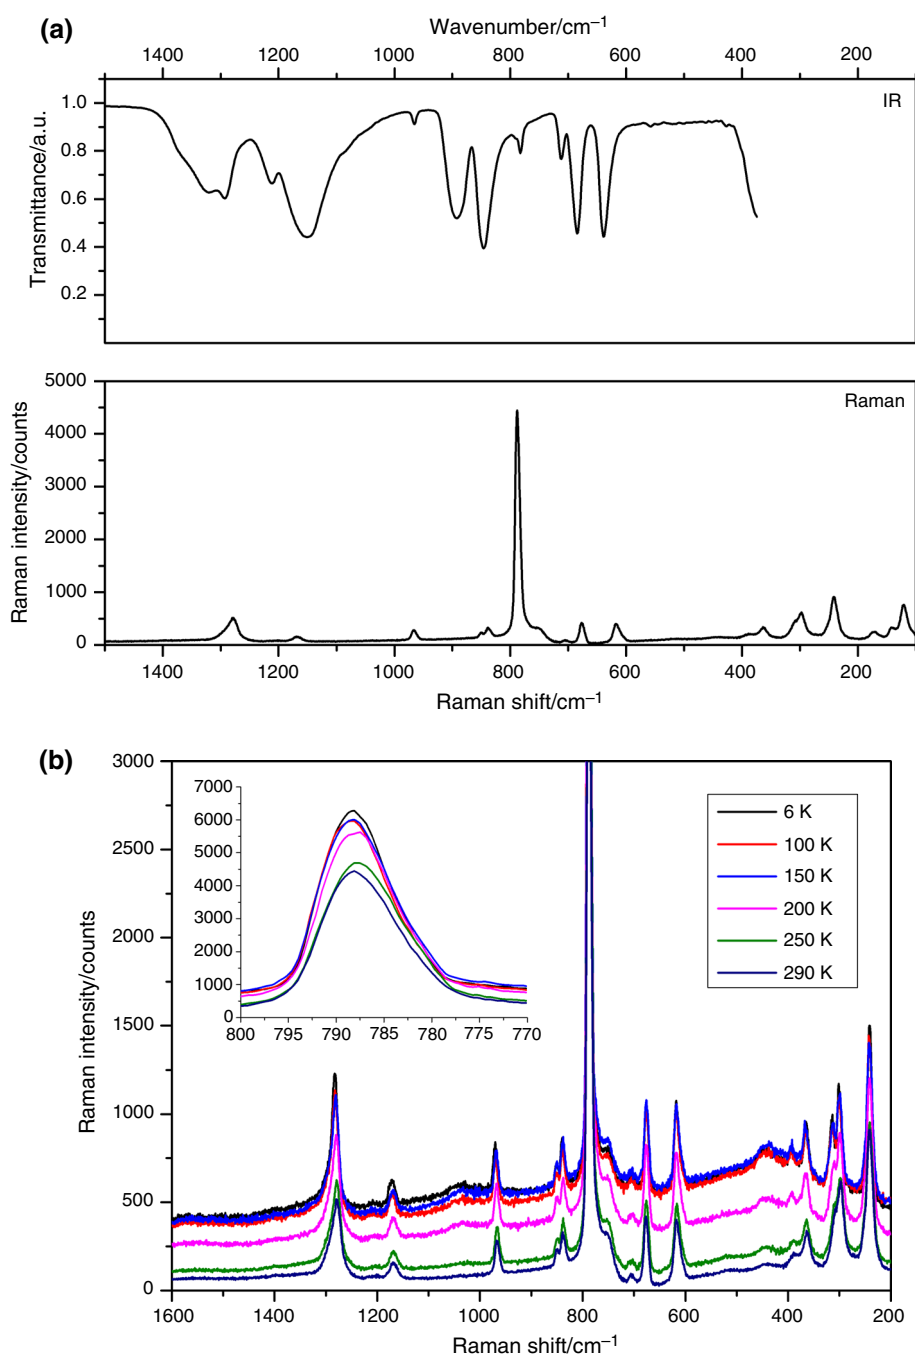 (a)
Wavenumber/cm⁻¹
1400 1200 1000 800 600 400 200
IR
Transmittance/a.u.
1.0
0.8
0.6
0.4
0.2
Raman
Raman intensity/counts
5000
4000
3000
2000
1000
0
1400 1200 1000 800 600 400 200
Raman shift/cm⁻¹
(b)
Raman intensity/counts
3000
2500
2000
1500
1000
500
0
7000
6000
5000
4000
3000
2000
1000
0
800 795 790 785 780 775 770
6 K
100 K
150 K
200 K
250 K
290 K
1600 1400 1200 1000 800 600 400 200
Raman shift/cm⁻¹